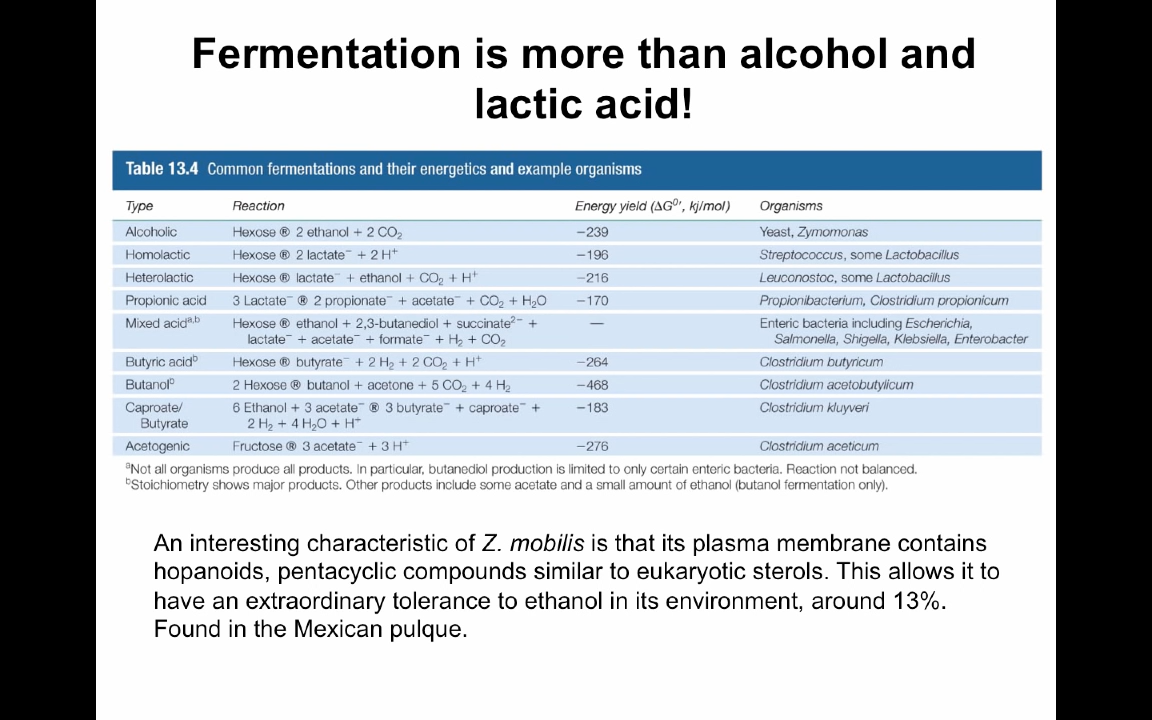 Fermentation is more than alcohol and
lactic acid!
Table 13.4 Common fermentations and their energetics and example organisms
Type Reaction Energy yield (ΔG⁰′, kj/mol) Organisms
Alcoholic Hexose ® 2 ethanol + 2 CO₂ −239 Yeast, Zymomonas
Homolactic Hexose ® 2 lactate⁻ + 2 H⁺ −196 Streptococcus, some Lactobacillus
Heterolactic Hexose ® lactate⁻ + ethanol + CO₂ + H⁺ −216 Leuconostoc, some Lactobacillus
Propionic acid 3 Lactate⁻ ® 2 propionate⁻ + acetate⁻ + CO₂ + H₂O −170 Propionibacterium, Clostridium propionicum
Mixed acidᵃ,ᵇ Hexose ® ethanol + 2,3-butanediol + succinate²⁻ + — Enteric bacteria including Escherichia,
lactate⁻ + acetate⁻ + formate⁻ + H₂ + CO₂ Salmonella, Shigella, Klebsiella, Enterobacter
Butyric acidᵇ Hexose ® butyrate⁻ + 2 H₂ + 2 CO₂ + H⁺ −264 Clostridium butyricum
Butanolᵇ 2 Hexose ® butanol + acetone + 5 CO₂ + 4 H₂ −468 Clostridium acetobutylicum
Caproate/ 6 Ethanol + 3 acetate⁻ ® 3 butyrate⁻ + caproate⁻ + −183 Clostridium kluyveri
Butyrate 2 H₂ + 4 H₂O + H⁺
Acetogenic Fructose ® 3 acetate⁻ + 3 H⁺ −276 Clostridium aceticum
ᵃNot all organisms produce all products. In particular, butanediol production is limited to only certain enteric bacteria. Reaction not balanced.
ᵇStoichiometry shows major products. Other products include some acetate and a small amount of ethanol (butanol fermentation only).
An interesting characteristic of Z. mobilis is that its plasma membrane contains
hopanoids, pentacyclic compounds similar to eukaryotic sterols. This allows it to
have an extraordinary tolerance to ethanol in its environment, around 13%.
Found in the Mexican pulque.